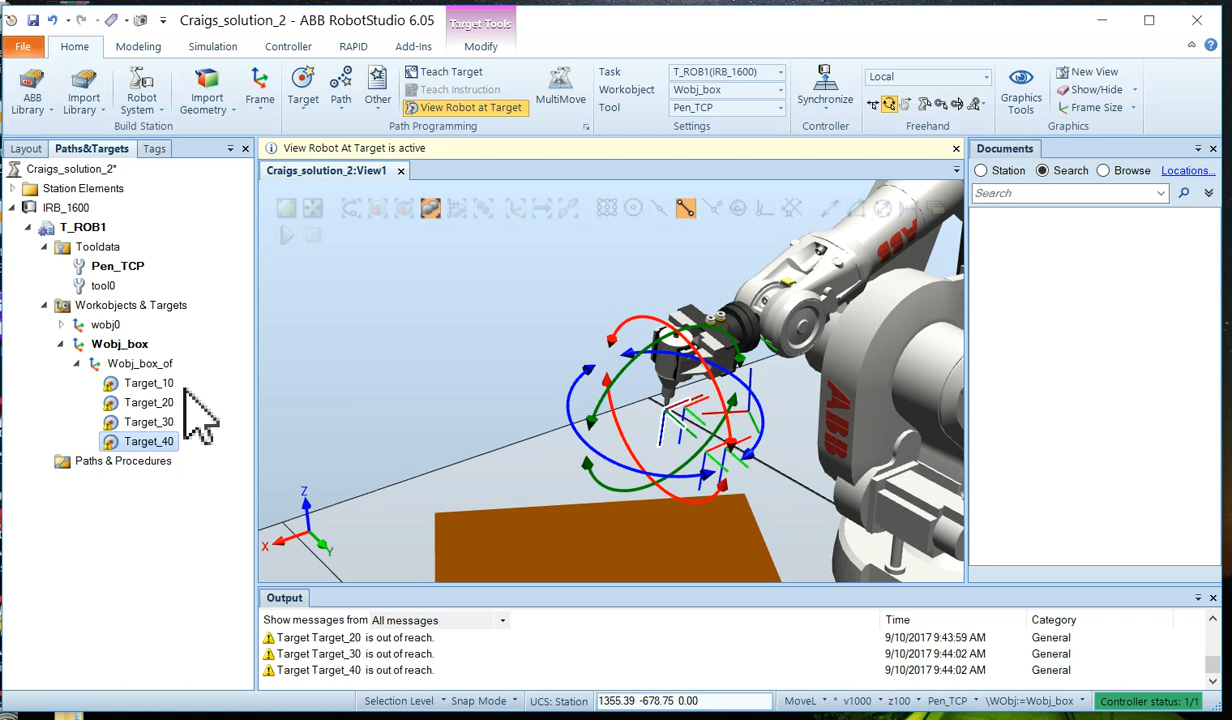 Craigs_solution_2 - ABB RobotStudio 6.05
Target Tools
File
Home
Modeling
Simulation
Controller
RAPID
Add-Ins
Modify
ABB Library
Import Library
Robot System
Import Geometry
Frame
Build Station
Target
Path
Other
Teach Target
Teach Instruction
View Robot at Target
MultiMove
Path Programming
Task T_ROB1(IRB_1600)
Workobject Wobj_box
Tool Pen_TCP
Settings
Synchronize
Controller
Local
Freehand
Graphics Tools
New View
Show/Hide
Frame Size
Graphics
Layout
Paths&Targets
Tags
Craigs_solution_2*
Station Elements
IRB_1600
T_ROB1
Tooldata
Pen_TCP
tool0
Workobjects & Targets
wobj0
Wobj_box
Wobj_box_of
Target_10
Target_20
Target_30
Target_40
Paths & Procedures
View Robot At Target is active
Craigs_solution_2:View1
ABB
ABB
Z
X
Y
Documents
Station
Search
Browse
Locations...
Search
Output
Show messages from All messages
Time
Category
Target Target_20 is out of reach. 9/10/2017 9:43:59 AM General
Target Target_30 is out of reach. 9/10/2017 9:44:02 AM General
Target Target_40 is out of reach. 9/10/2017 9:44:02 AM General
Selection Level
Snap Mode
UCS: Station
1355.39 -678.75 0.00
MoveL * v1000 z100 Pen_TCP \WObj:=Wobj_box
Controller status: 1/1